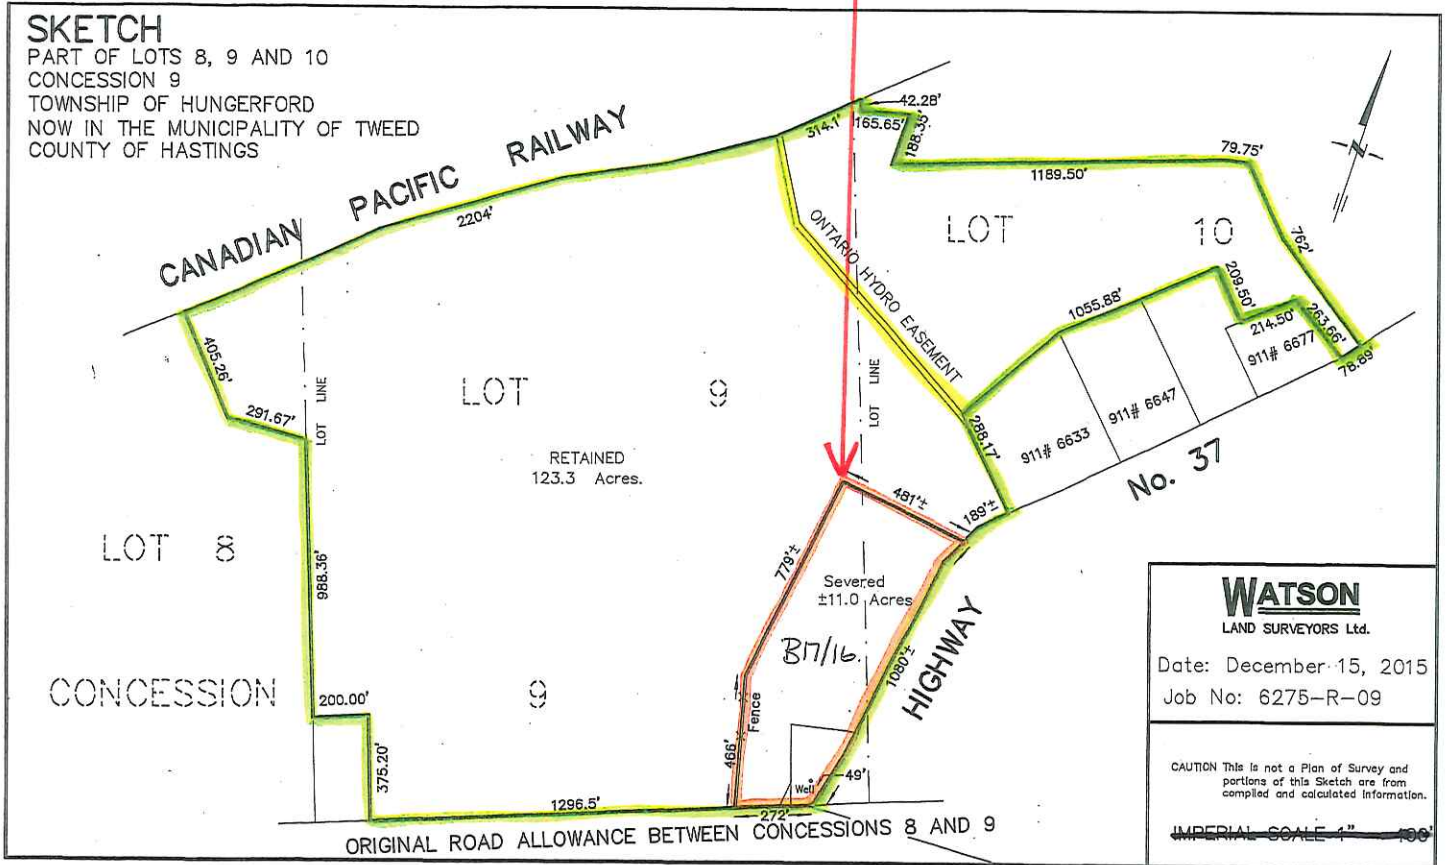 SKETCH
PART OF LOTS 8, 9 AND 10
CONCESSION 9
TOWNSHIP OF HUNGERFORD
NOW IN THE MUNICIPALITY OF TWEED
COUNTY OF HASTINGS
CANADIAN PACIFIC RAILWAY
2204'
314.1'
42.28'
165.65'
188.35'
1189.50'
79.75'
762'
N
LOT 10
ONTARIO HYDRO EASEMENT
1055.88'
209.50'
214.50'
263.66'
78.89'
911# 6677
911# 6647
911# 6633
288.17'
189'±
HIGHWAY No. 37
405.26'
291.67'
LOT LINE
LOT 9
LOT LINE
RETAINED
123.3 Acres.
481'±
779'±
Severed
±11.0 Acres
B17/16.
1080'±
LOT 8
988.36'
CONCESSION 9
200.00'
375.20'
Fence
466'
Well
49'
1296.5'
272'
ORIGINAL ROAD ALLOWANCE BETWEEN CONCESSIONS 8 AND 9
WATSON
LAND SURVEYORS Ltd.
Date: December 15, 2015
Job No: 6275-R-09
CAUTION This is not a Plan of Survey and
portions of this Sketch are from
compiled and calculated information.
IMPERIAL SCALE 1"